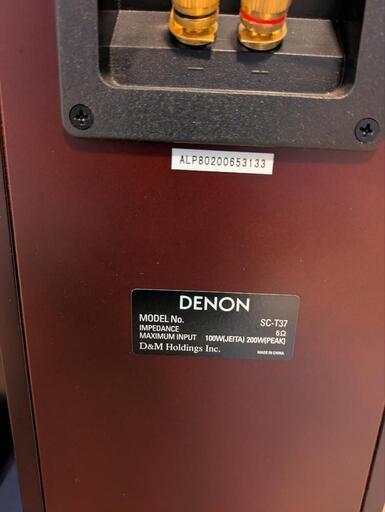 − +
ALP80200653133
DENON
MODEL No. SC-T37
IMPEDANCE 6Ω
MAXIMUM INPUT 100W(JEITA) 200W(PEAK)
D&M Holdings Inc. MADE IN CHINA